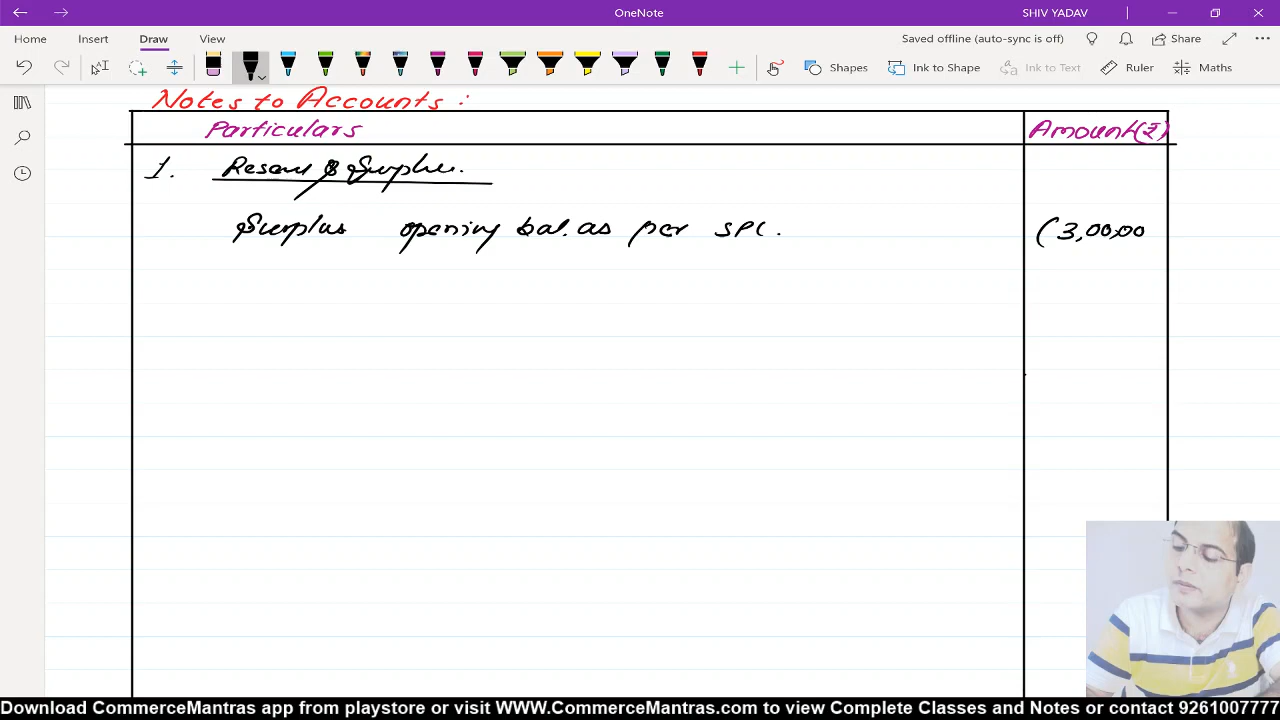 OneNote
SHIV YADAV
Home Insert Draw View
Saved offline (auto-sync is off)
Share
Shapes
Ink to Shape
Ink to Text
Ruler
Maths
Notes to Accounts :
Particulars Amount(₹)
1. Reserve & Surplus.
Surplus opening bal. as per SPL. (3,00,00
Download CommerceMantras app from playstore or visit WWW.CommerceMantras.com to view Complete Classes and Notes or contact 9261007777